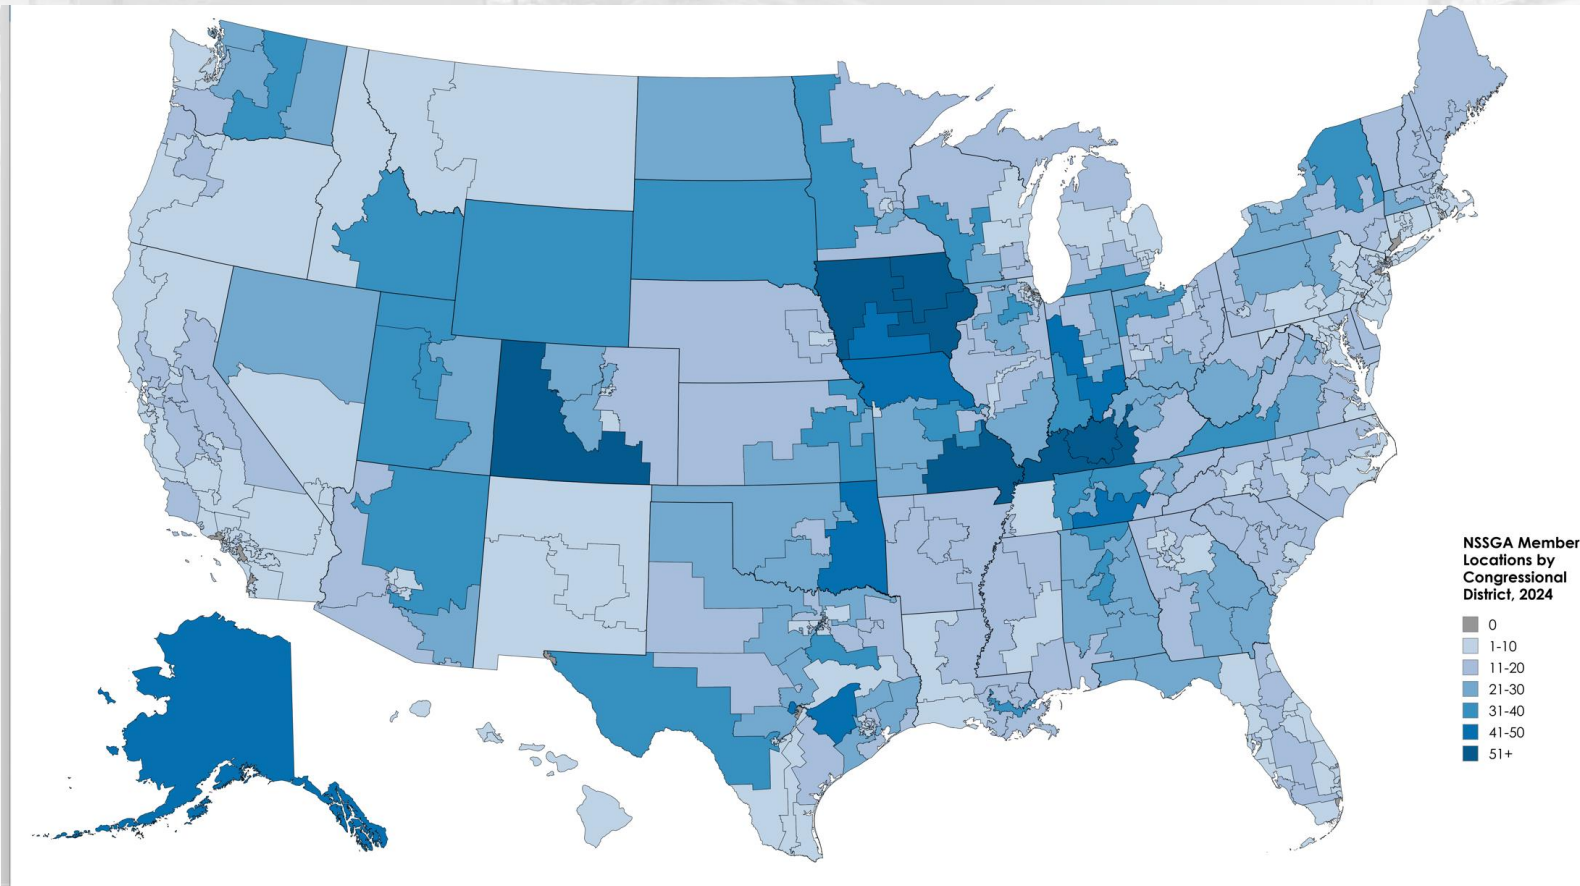 NSSGA Member
Locations by
Congressional
District, 2024
0
1-10
11-20
21-30
31-40
41-50
51+